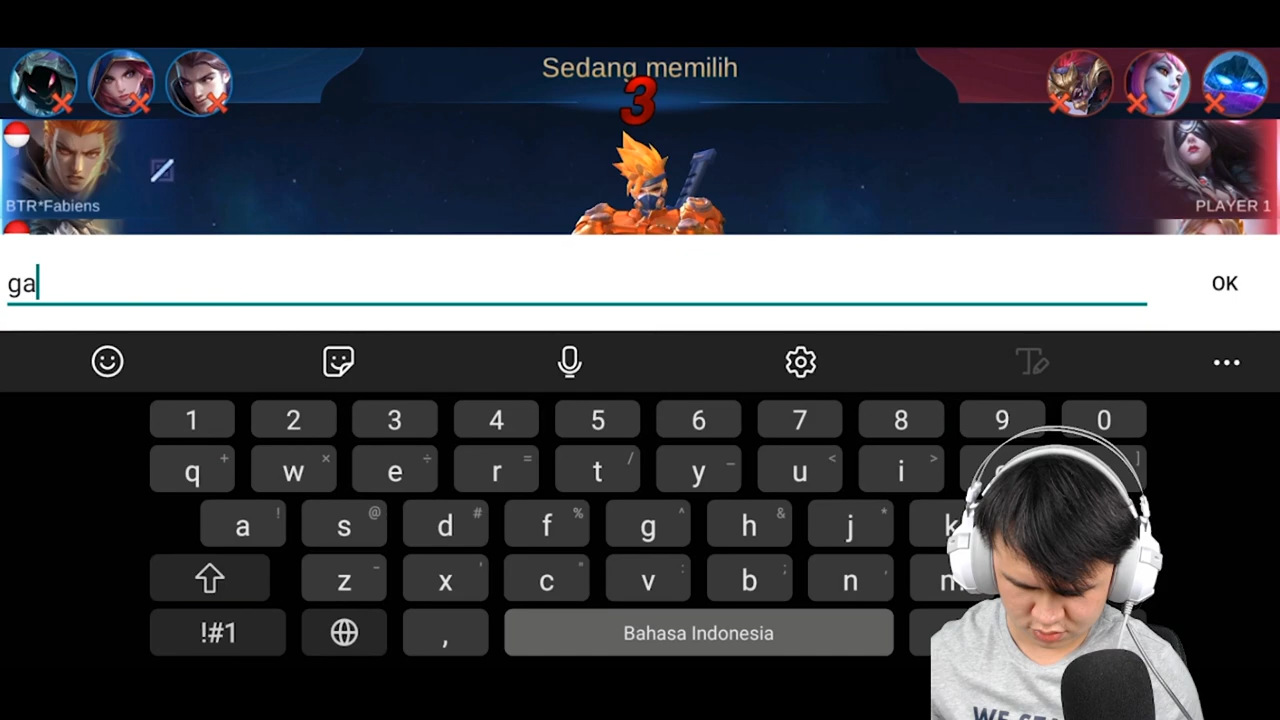 Sedang memilih
3
BTR*Fabiens
PLAYER 1
ga
OK
1 2 3 4 5 6 7 8 9 0
q + w × e ÷ r = t / y _ u < i > ]
a ! s @ d # f % g ^ h & j * k
z - x ' c " v : b ; n , m
!#1 , Bahasa Indonesia
WE